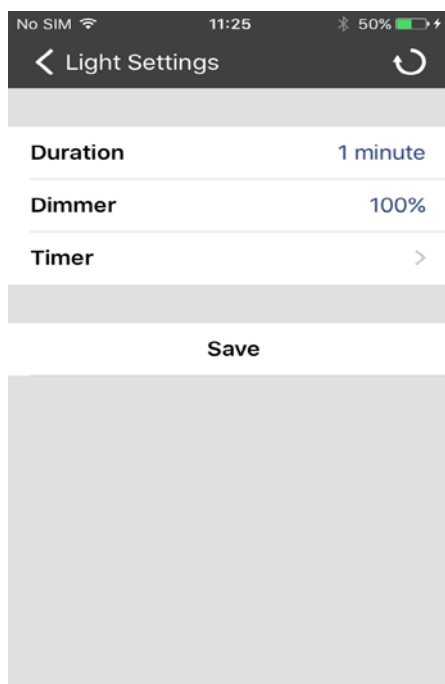 No SIM 11:25 50%
Light Settings
Duration 1 minute
Dimmer 100%
Timer
Save